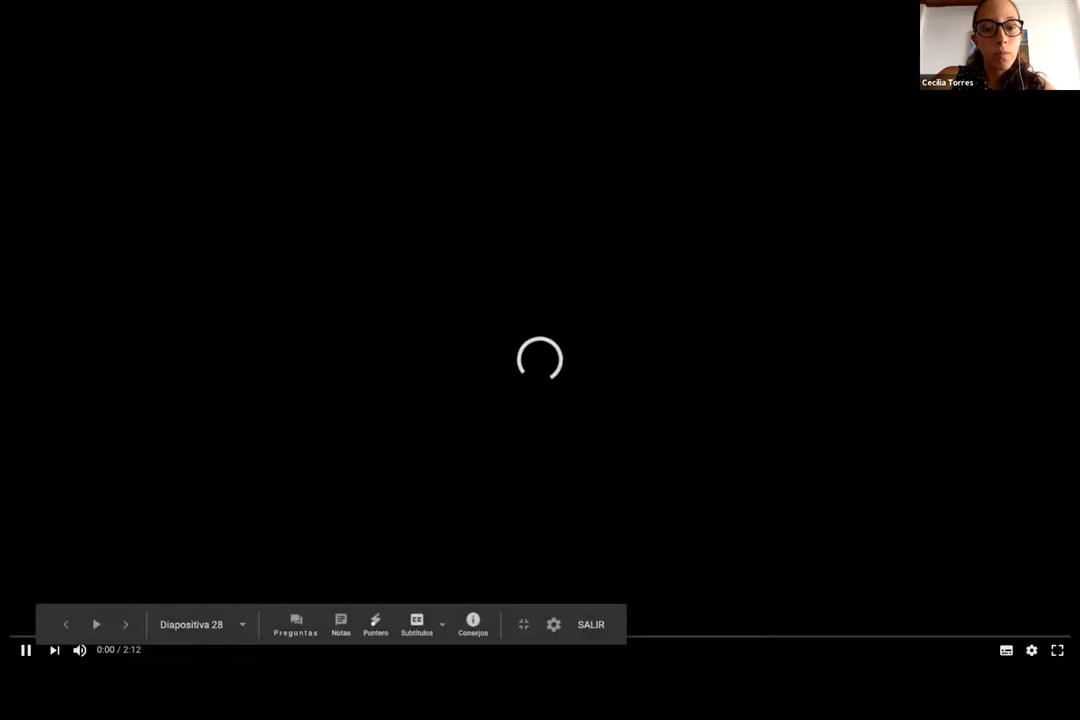 Cecilia Torres
Diapositiva 28
Preguntas
Notas
Puntero
Subtítulos
Consejos
SALIR
0:00 / 2:12